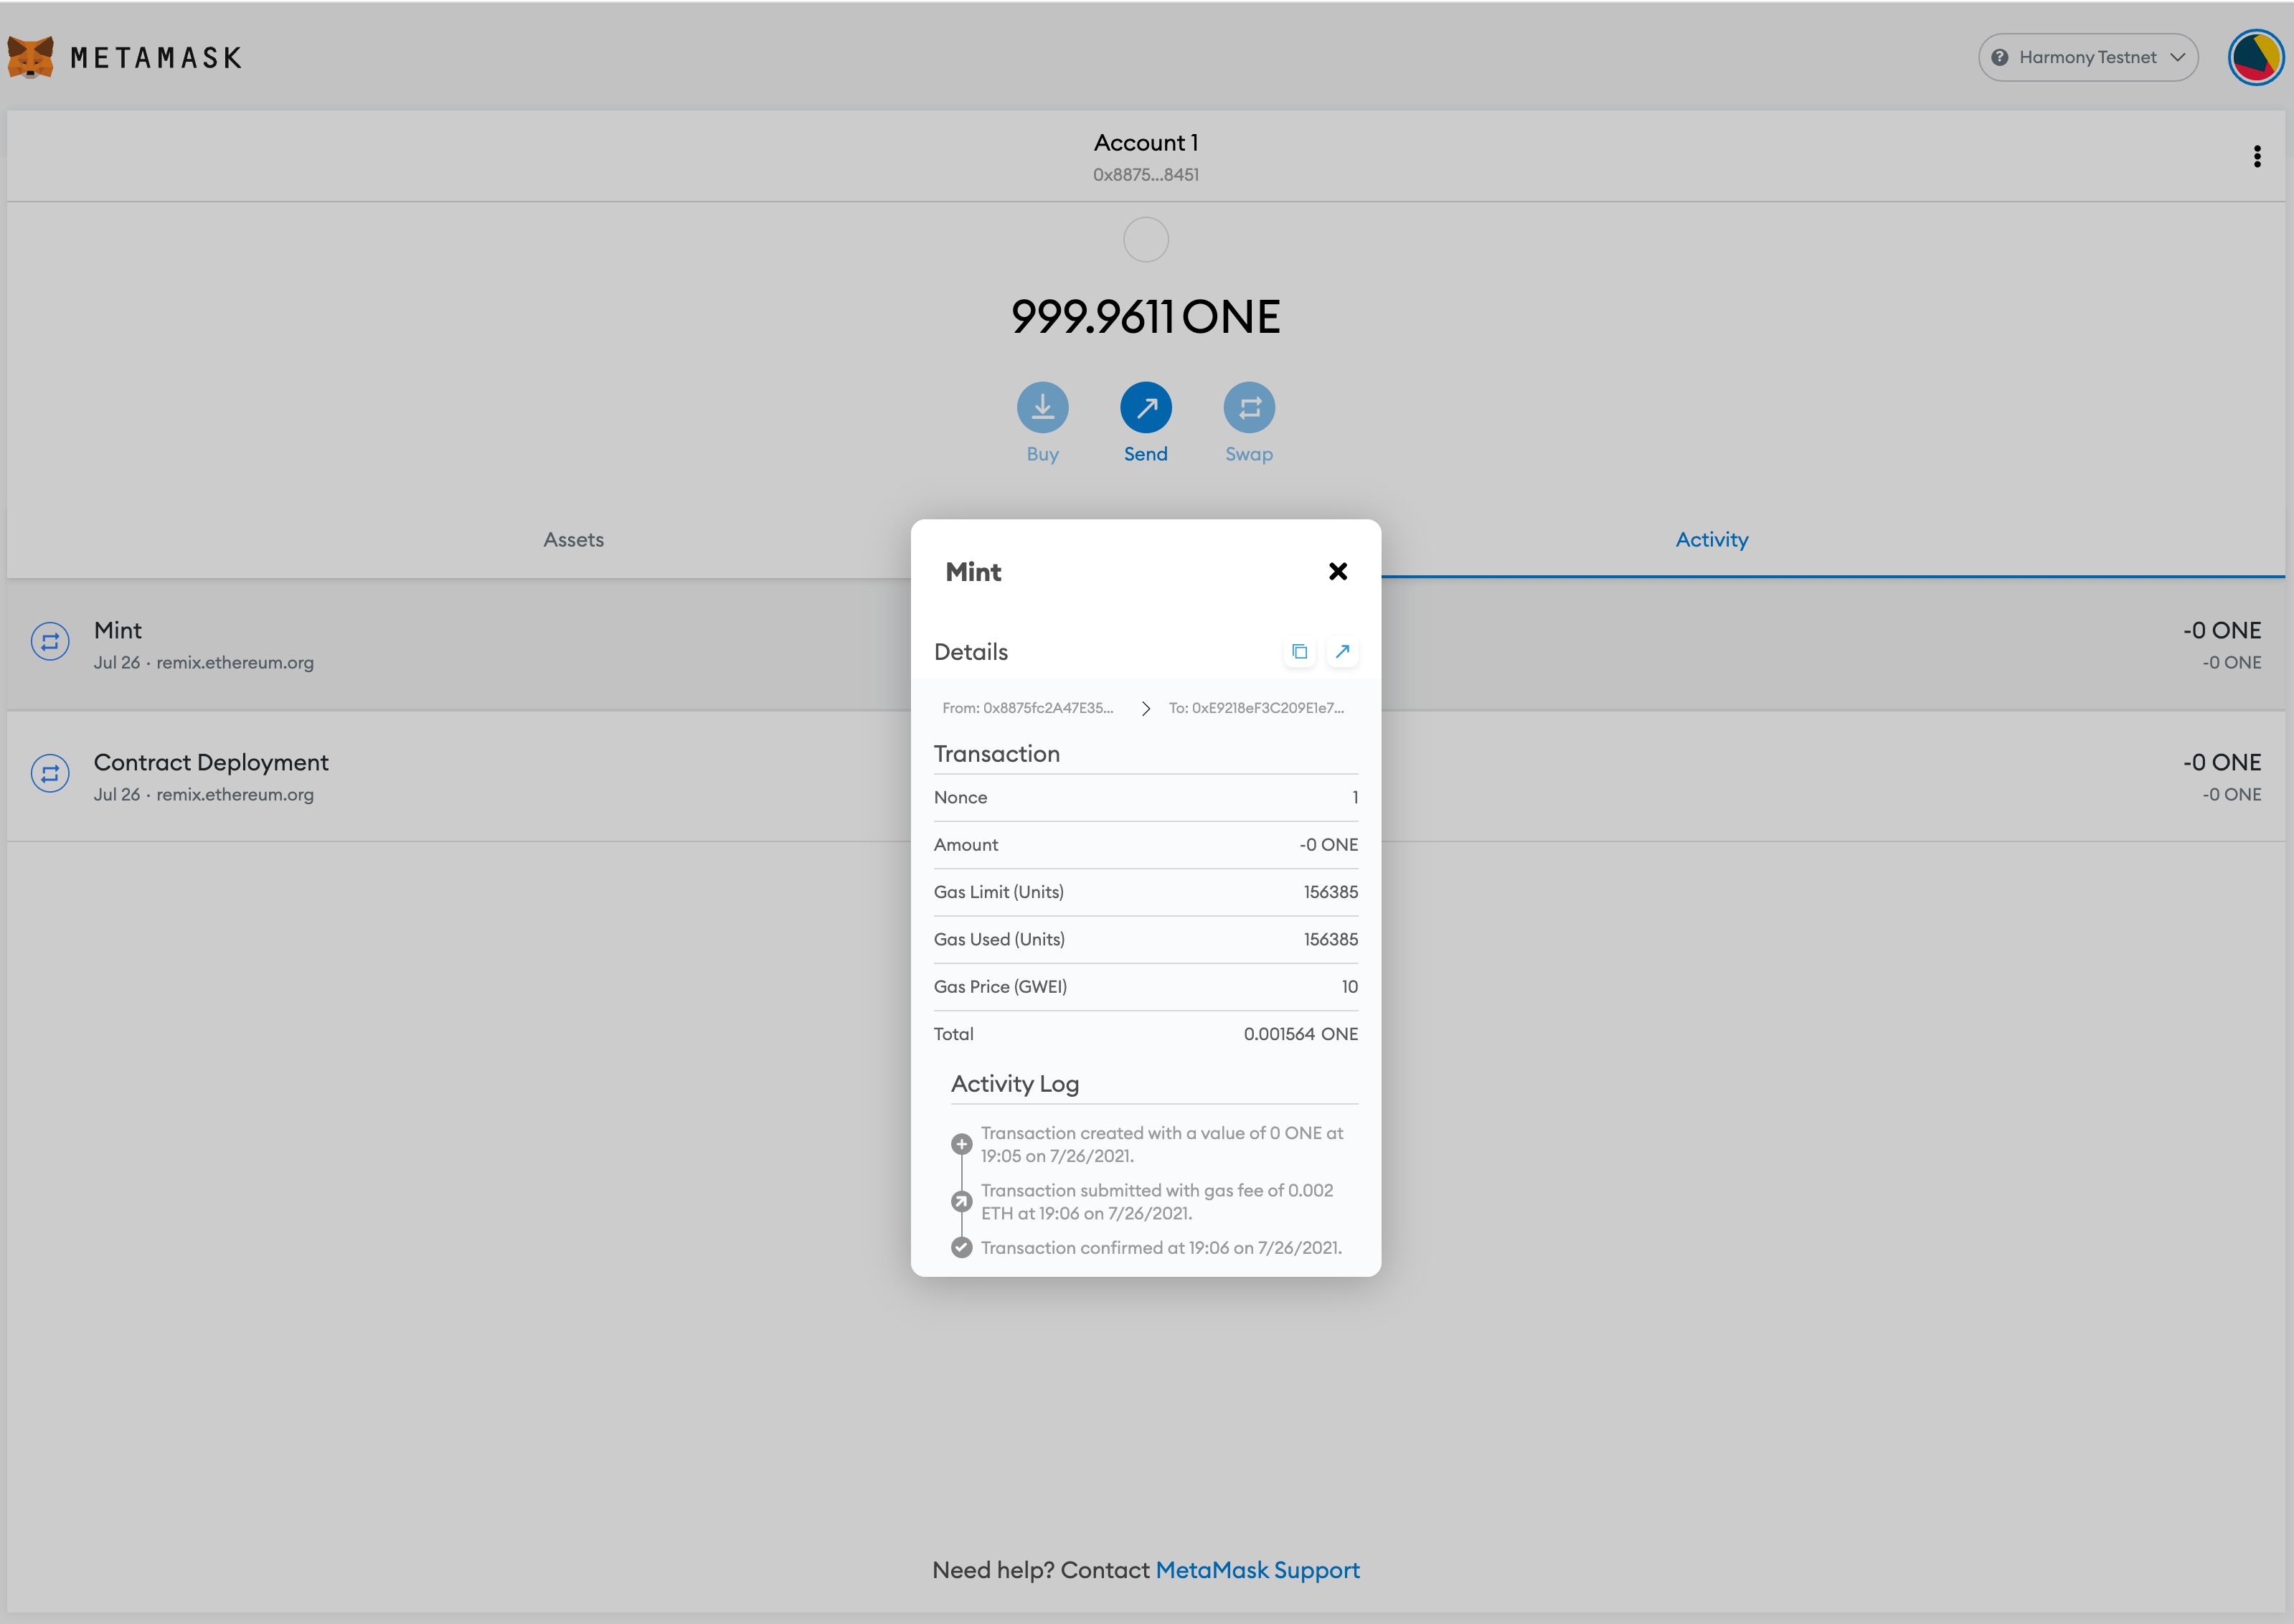 METAMASK
Harmony Testnet
Account 1
0x8875...8451
999.9611 ONE
Buy
Send
Swap
Assets
Activity
Mint
Jul 26 · remix.ethereum.org
-0 ONE
-0 ONE
Contract Deployment
Jul 26 · remix.ethereum.org
-0 ONE
-0 ONE
Mint
Details
From: 0x8875fc2A47E35...
To: 0xE9218eF3C209E1e7...
Transaction
Nonce 1
Amount -0 ONE
Gas Limit (Units) 156385
Gas Used (Units) 156385
Gas Price (GWEI) 10
Total 0.001564 ONE
Activity Log
Transaction created with a value of 0 ONE at
19:05 on 7/26/2021.
Transaction submitted with gas fee of 0.002
ETH at 19:06 on 7/26/2021.
Transaction confirmed at 19:06 on 7/26/2021.
Need help? Contact MetaMask Support